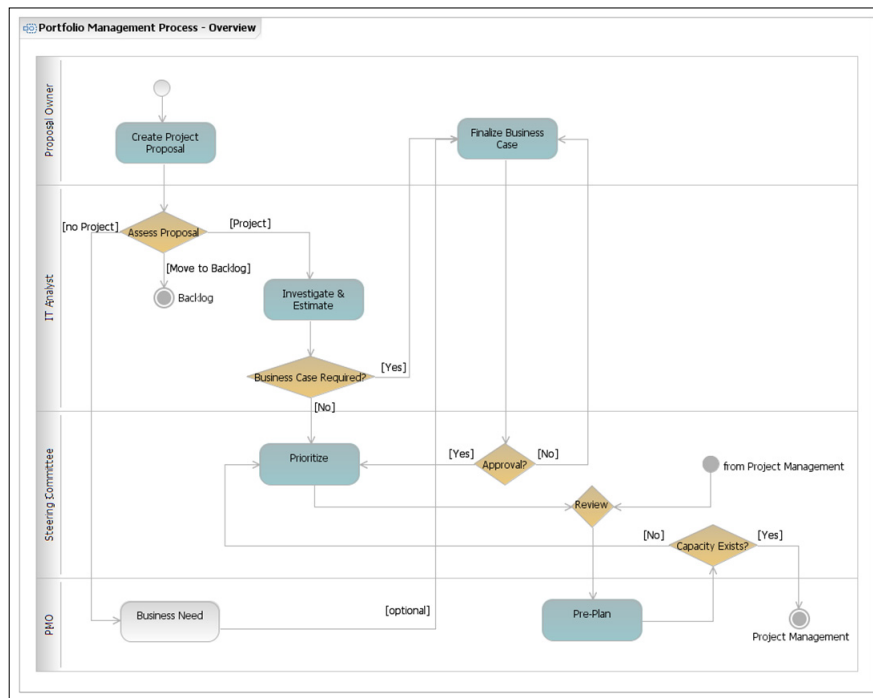 Portfolio Management Process - Overview
Proposal Owner
Create Project
Proposal
Finalize Business
Case
IT Analyst
[no Project]
Assess Proposal
[Project]
[Move to Backlog]
Backlog
Investigate &
Estimate
Business Case Required?
[Yes]
[No]
Steering Committee
Prioritize
[Yes]
Approval?
[No]
from Project Management
Review
[No]
Capacity Exists?
[Yes]
PMO
Business Need
[optional]
Pre-Plan
Project Management